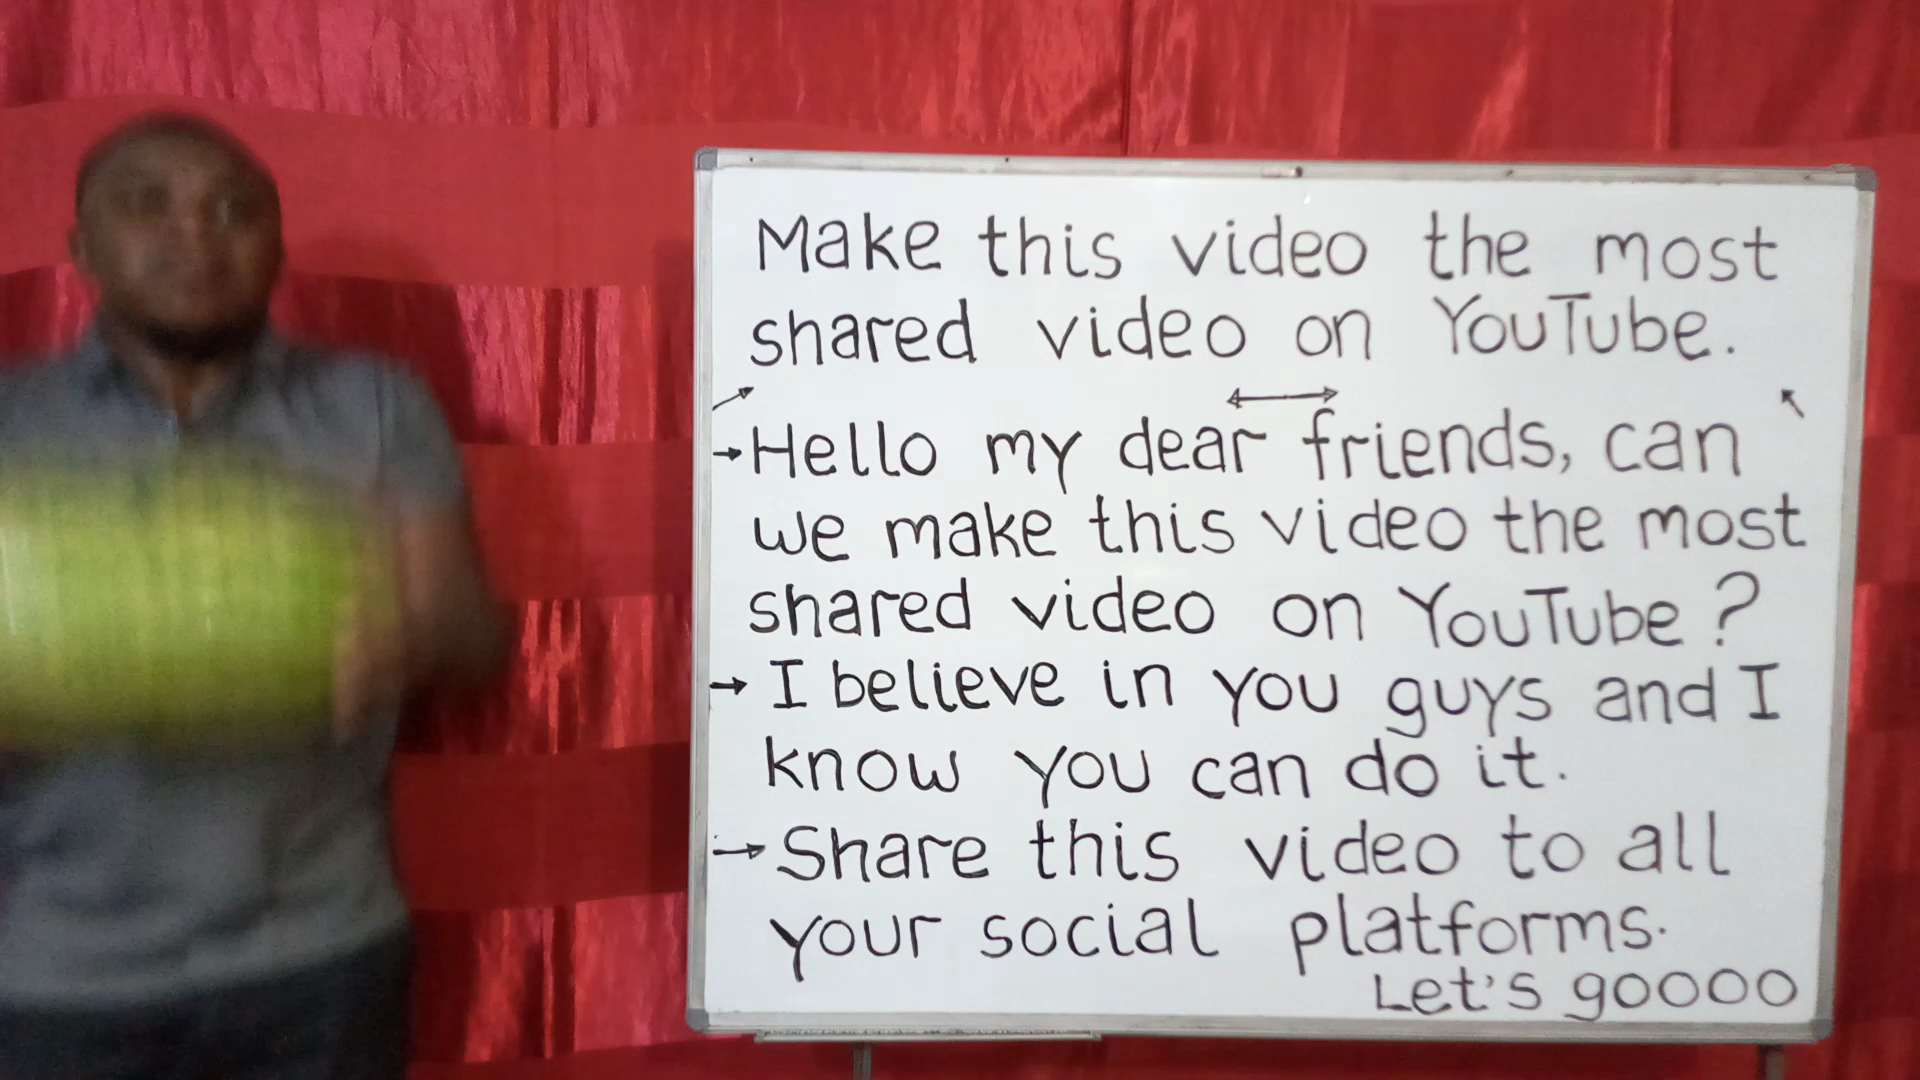 Make this video the most
shared video on YouTube.
Hello my dear friends, can
we make this video the most
shared video on YouTube?
I believe in you guys and I
know you can do it.
Share this video to all
your social platforms.
Let's goooo